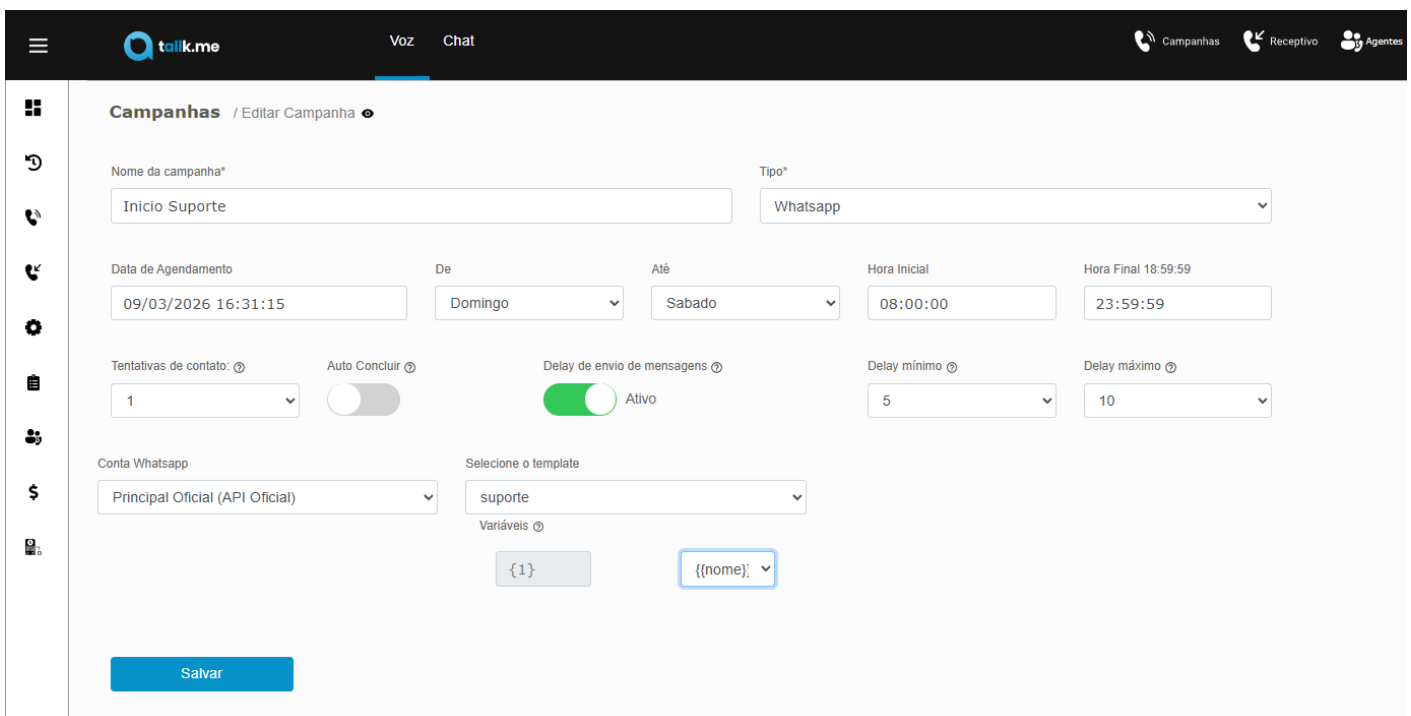 tallk.me
Voz Chat
Campanhas Receptivo Agentes
Campanhas / Editar Campanha
Nome da campanha* Tipo*
Inicio Suporte Whatsapp
Data de Agendamento De Até Hora Inicial Hora Final 18:59:59
09/03/2026 16:31:15 Domingo Sabado 08:00:00 23:59:59
Tentativas de contato: Auto Concluir Delay de envio de mensagens Delay mínimo Delay máximo
1 Ativo 5 10
Conta Whatsapp Selecione o template
Principal Oficial (API Oficial) suporte
Variáveis
{1} {{nome}}
Salvar